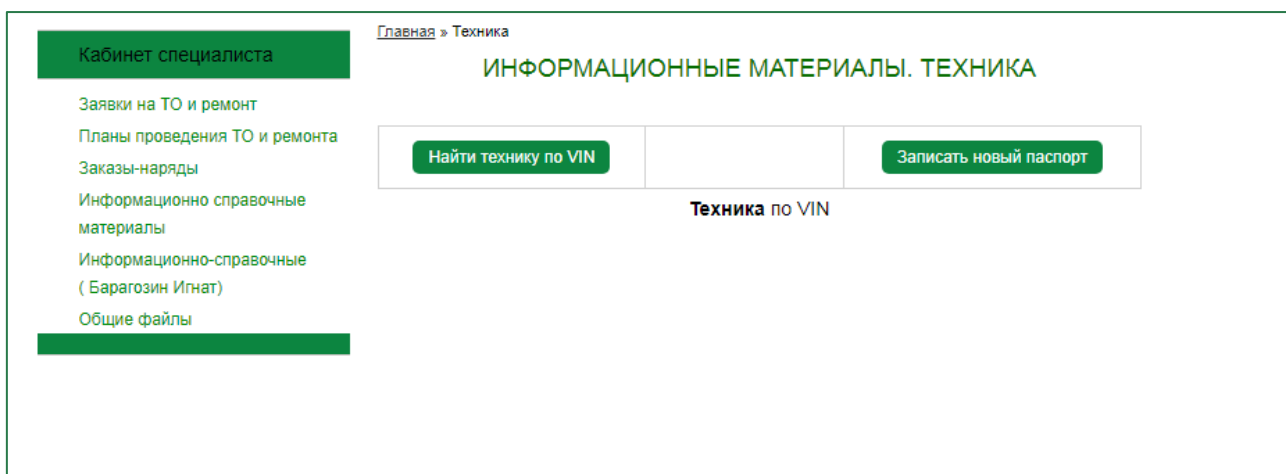 Главная » Техника
Кабинет специалиста
ИНФОРМАЦИОННЫЕ МАТЕРИАЛЫ. ТЕХНИКА
Заявки на ТО и ремонт
Планы проведения ТО и ремонта
Заказы-наряды
Информационно справочные
материалы
Информационно-справочные
( Барагозин Игнат)
Общие файлы
Найти технику по VIN
Записать новый паспорт
Техника по VIN